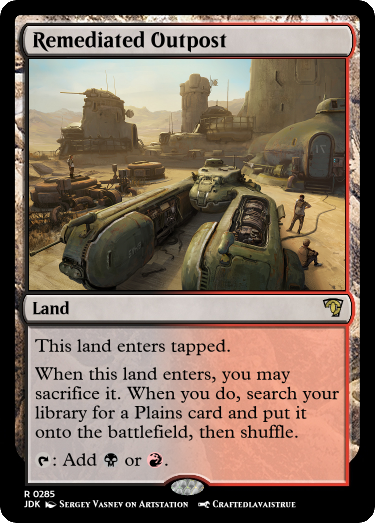 Remediated Outpost
Land
This land enters tapped.
When this land enters, you may
sacrifice it. When you do, search your
library for a Plains card and put it
onto the battlefield, then shuffle.
: Add or .
R 0285
JDK Sergey Vasnev on Artstation Craftedlavaistrue